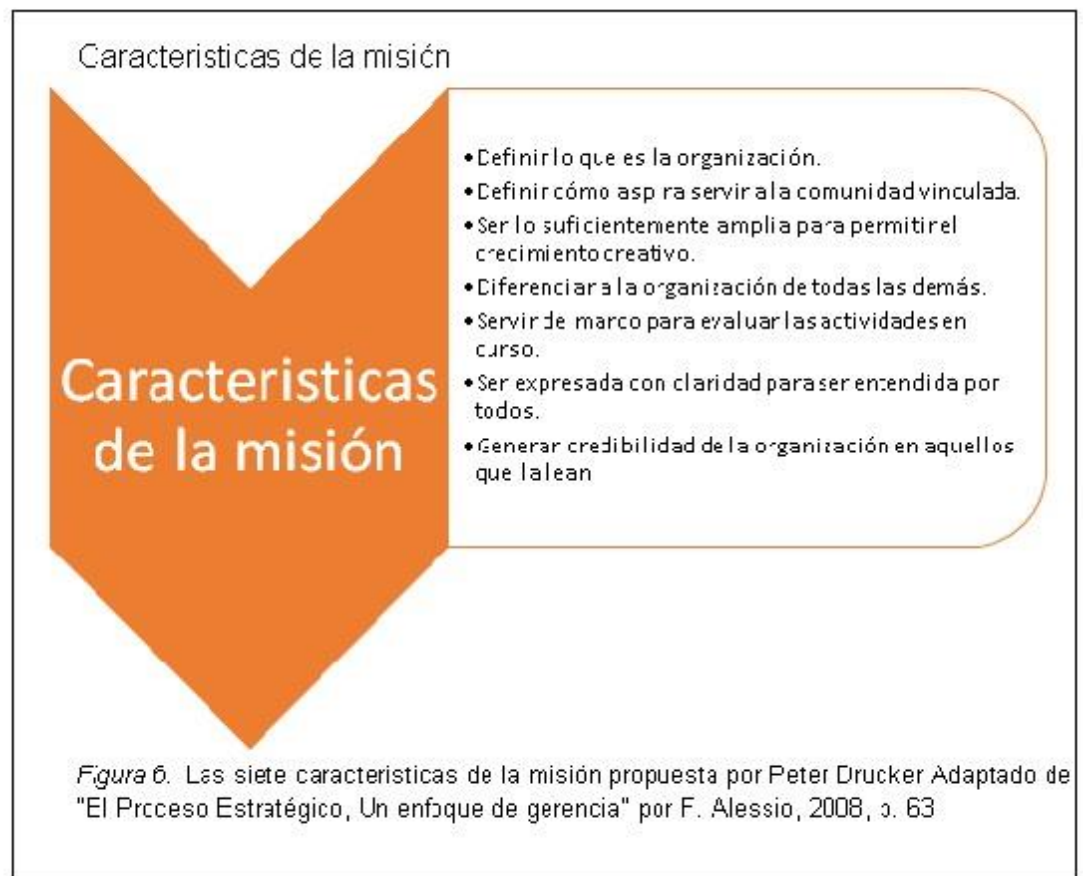 Caracteristicas de la misión
Caracteristicas
de la misión
•Definir lo que es la organización.
•Definir cómo aspira servir a la comunidad vinculada.
•Ser lo suficientemente amplia para permitir el
crecimiento creativo.
•Diferenciar a la organización de todas las demás.
•Servir de marco para evaluar las actividades en
curso.
•Ser expresada con claridad para ser entendida por
todos.
•Generar credibilidad de la organización en aquellos
que la lean
Figura 6. Las siete caracteristicas de la misión propuesta por Peter Drucker Adaptado de
"El Proceso Estratégico, Un enfoque de gerencia" por F. Alessio, 2008, p. 63